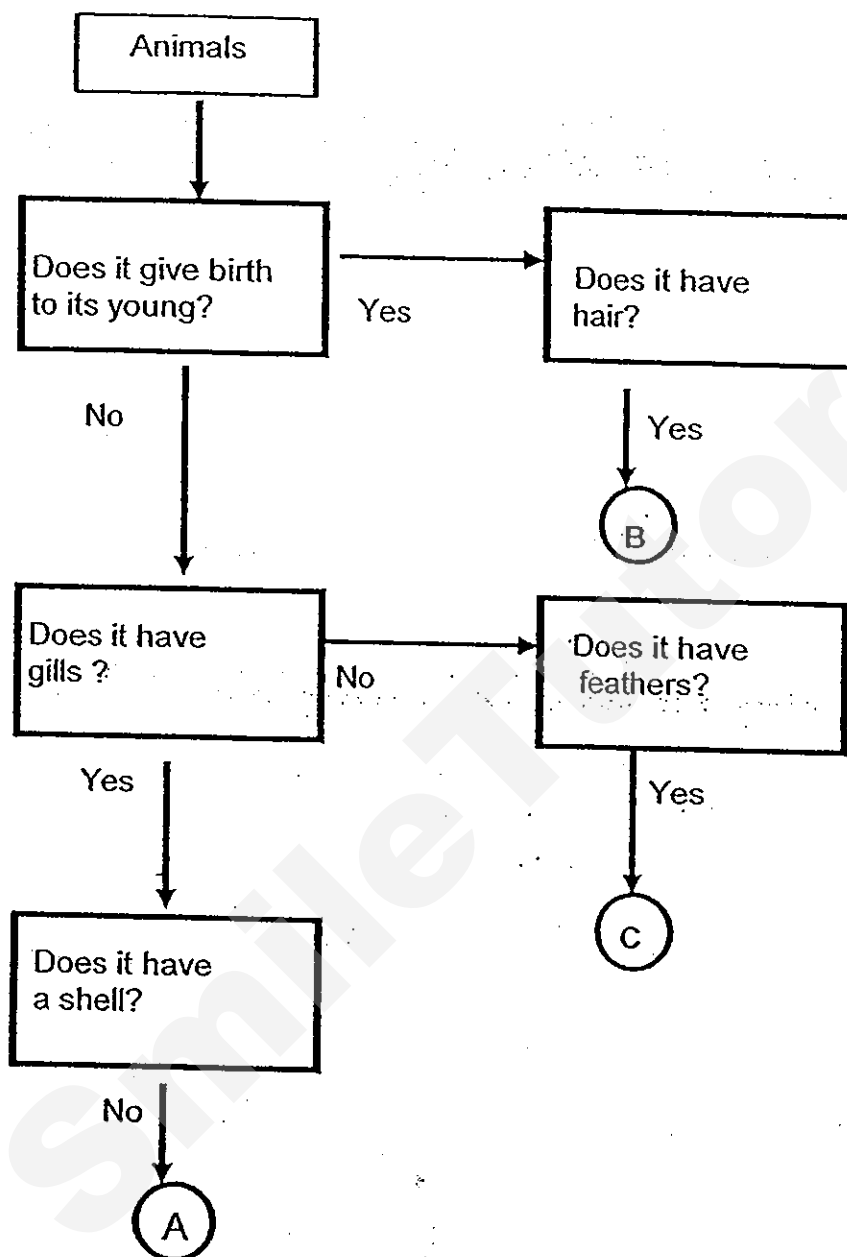 Animals
Does it give birth
to its young?
Yes
Does it have
hair?
No
Yes
B
Does it have
gills ?
No
Does it have
feathers?
Yes
Yes
C
Does it have
a shell?
No
A
SmileTutor